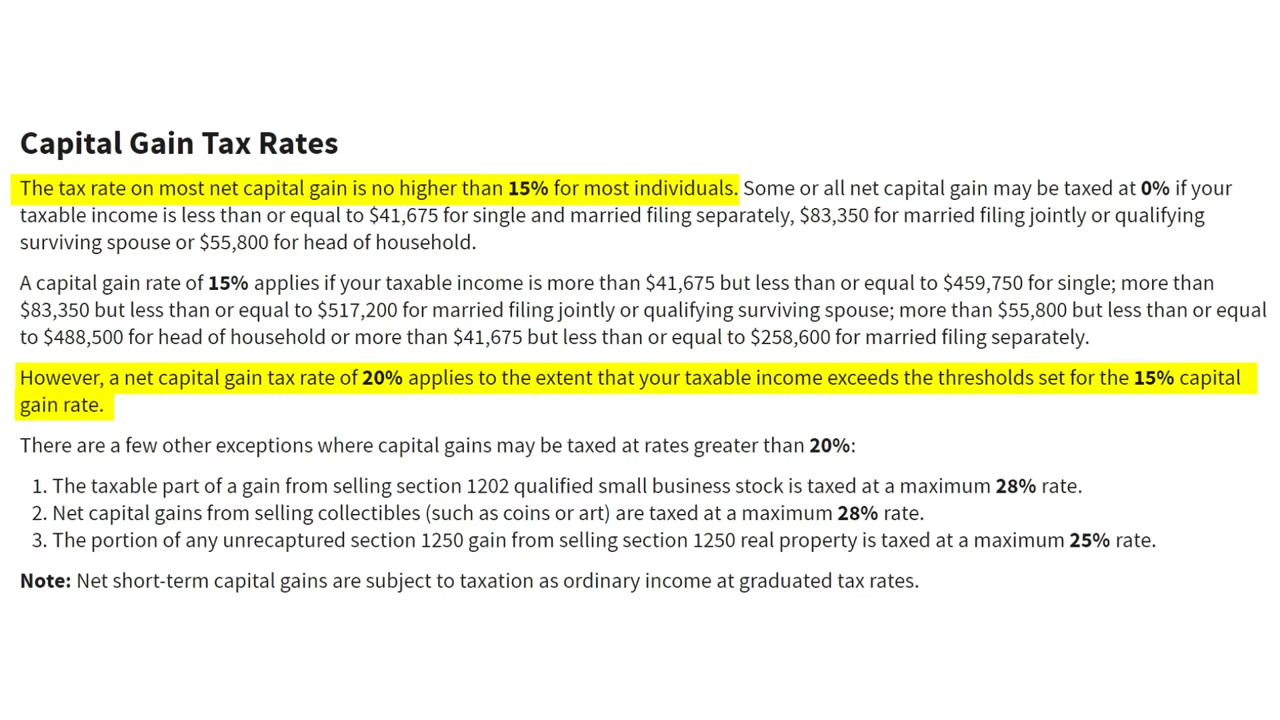 Capital Gain Tax Rates
The tax rate on most net capital gain is no higher than 15% for most individuals. Some or all net capital gain may be taxed at 0% if your
taxable income is less than or equal to $41,675 for single and married filing separately, $83,350 for married filing jointly or qualifying
surviving spouse or $55,800 for head of household.
A capital gain rate of 15% applies if your taxable income is more than $41,675 but less than or equal to $459,750 for single; more than
$83,350 but less than or equal to $517,200 for married filing jointly or qualifying surviving spouse; more than $55,800 but less than or equal
to $488,500 for head of household or more than $41,675 but less than or equal to $258,600 for married filing separately.
However, a net capital gain tax rate of 20% applies to the extent that your taxable income exceeds the thresholds set for the 15% capital
gain rate.
There are a few other exceptions where capital gains may be taxed at rates greater than 20%:
1. The taxable part of a gain from selling section 1202 qualified small business stock is taxed at a maximum 28% rate.
2. Net capital gains from selling collectibles (such as coins or art) are taxed at a maximum 28% rate.
3. The portion of any unrecaptured section 1250 gain from selling section 1250 real property is taxed at a maximum 25% rate.
Note: Net short-term capital gains are subject to taxation as ordinary income at graduated tax rates.